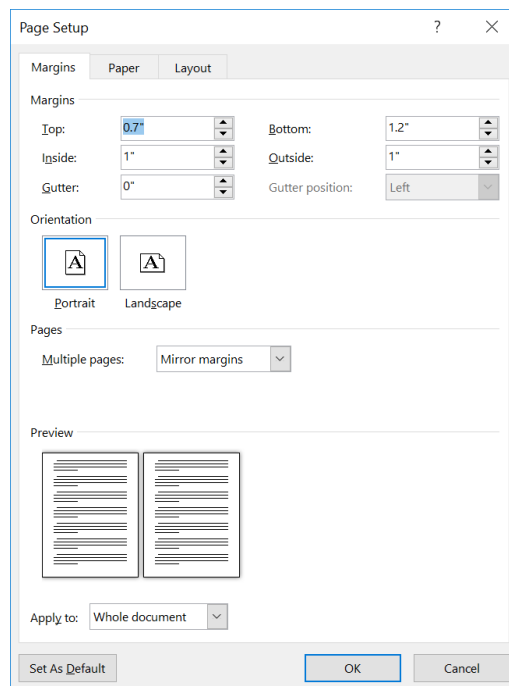 Page Setup ?
Margins Paper Layout
Margins
Top: 0.7" Bottom: 1.2"
Inside: 1" Outside: 1"
Gutter: 0" Gutter position: Left
Orientation
A A
Portrait Landscape
Pages
Multiple pages: Mirror margins
Preview
Apply to: Whole document
Set As Default OK Cancel